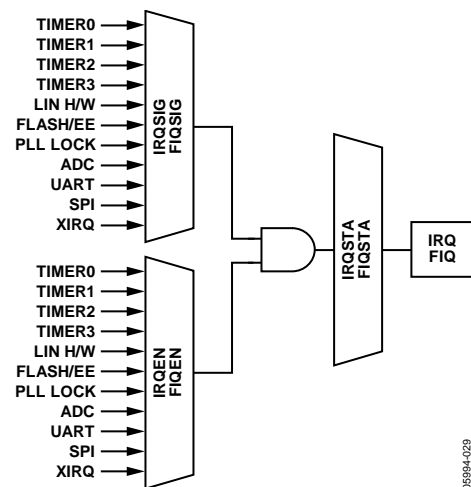 TIMER0
TIMER1
TIMER2
TIMER3
LIN H/W
FLASH/EE
PLL LOCK
ADC
UART
SPI
XIRQ
IRQSIG
FIQSIG
TIMER0
TIMER1
TIMER2
TIMER3
LIN H/W
FLASH/EE
PLL LOCK
ADC
UART
SPI
XIRQ
IRQEN
FIQEN
IRQSTA
FIQSTA
IRQ
FIQ
05994-029